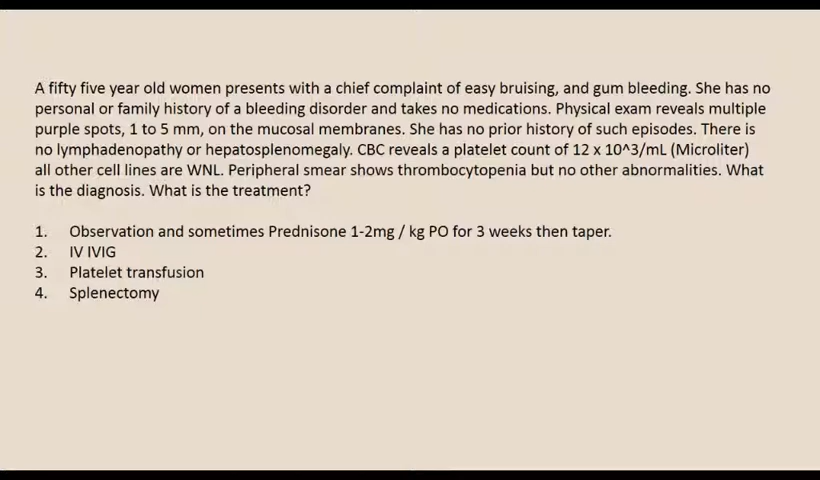 A fifty five year old women presents with a chief complaint of easy bruising, and gum bleeding. She has no
personal or family history of a bleeding disorder and takes no medications. Physical exam reveals multiple
purple spots, 1 to 5 mm, on the mucosal membranes. She has no prior history of such episodes. There is
no lymphadenopathy or hepatosplenomegaly. CBC reveals a platelet count of 12 x 10^3/mL (Microliter)
all other cell lines are WNL. Peripheral smear shows thrombocytopenia but no other abnormalities. What
is the diagnosis. What is the treatment?
1. Observation and sometimes Prednisone 1-2mg / kg PO for 3 weeks then taper.
2. IV IVIG
3. Platelet transfusion
4. Splenectomy